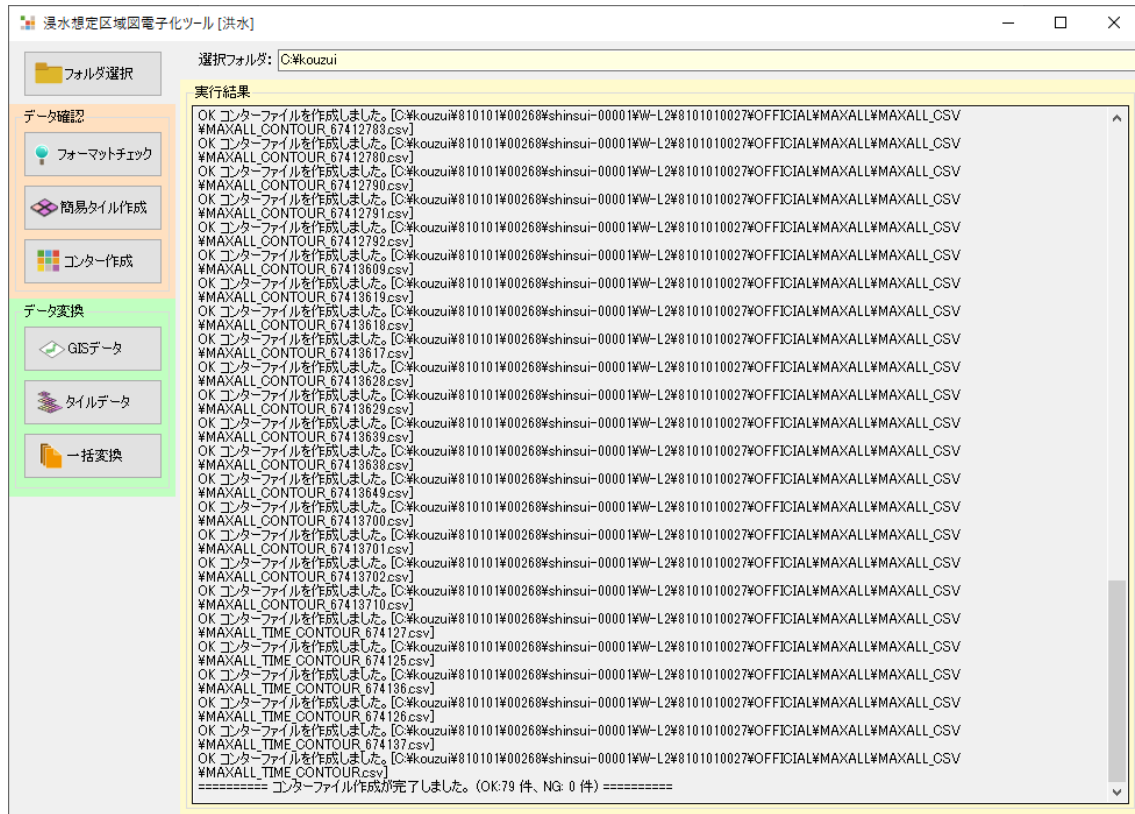 浸水想定区域図電子化ツール [洪水]
フォルダ選択
選択フォルダ: C:¥kouzui
データ確認
フォーマットチェック
簡易タイル作成
コンター作成
データ変換
GISデータ
タイルデータ
一括変換
実行結果
OK コンターファイルを作成しました。[C:¥kouzui¥810101¥00268¥shinsui-00001¥W-L2¥8101010027¥OFFICIAL¥MAXALL¥MAXALL_CSV
¥MAXALL_CONTOUR_67412783.csv]
OK コンターファイルを作成しました。[C:¥kouzui¥810101¥00268¥shinsui-00001¥W-L2¥8101010027¥OFFICIAL¥MAXALL¥MAXALL_CSV
¥MAXALL_CONTOUR_67412780.csv]
OK コンターファイルを作成しました。[C:¥kouzui¥810101¥00268¥shinsui-00001¥W-L2¥8101010027¥OFFICIAL¥MAXALL¥MAXALL_CSV
¥MAXALL_CONTOUR_67412790.csv]
OK コンターファイルを作成しました。[C:¥kouzui¥810101¥00268¥shinsui-00001¥W-L2¥8101010027¥OFFICIAL¥MAXALL¥MAXALL_CSV
¥MAXALL_CONTOUR_67412791.csv]
OK コンターファイルを作成しました。[C:¥kouzui¥810101¥00268¥shinsui-00001¥W-L2¥8101010027¥OFFICIAL¥MAXALL¥MAXALL_CSV
¥MAXALL_CONTOUR_67412792.csv]
OK コンターファイルを作成しました。[C:¥kouzui¥810101¥00268¥shinsui-00001¥W-L2¥8101010027¥OFFICIAL¥MAXALL¥MAXALL_CSV
¥MAXALL_CONTOUR_67413609.csv]
OK コンターファイルを作成しました。[C:¥kouzui¥810101¥00268¥shinsui-00001¥W-L2¥8101010027¥OFFICIAL¥MAXALL¥MAXALL_CSV
¥MAXALL_CONTOUR_67413619.csv]
OK コンターファイルを作成しました。[C:¥kouzui¥810101¥00268¥shinsui-00001¥W-L2¥8101010027¥OFFICIAL¥MAXALL¥MAXALL_CSV
¥MAXALL_CONTOUR_67413618.csv]
OK コンターファイルを作成しました。[C:¥kouzui¥810101¥00268¥shinsui-00001¥W-L2¥8101010027¥OFFICIAL¥MAXALL¥MAXALL_CSV
¥MAXALL_CONTOUR_67413617.csv]
OK コンターファイルを作成しました。[C:¥kouzui¥810101¥00268¥shinsui-00001¥W-L2¥8101010027¥OFFICIAL¥MAXALL¥MAXALL_CSV
¥MAXALL_CONTOUR_67413628.csv]
OK コンターファイルを作成しました。[C:¥kouzui¥810101¥00268¥shinsui-00001¥W-L2¥8101010027¥OFFICIAL¥MAXALL¥MAXALL_CSV
¥MAXALL_CONTOUR_67413629.csv]
OK コンターファイルを作成しました。[C:¥kouzui¥810101¥00268¥shinsui-00001¥W-L2¥8101010027¥OFFICIAL¥MAXALL¥MAXALL_CSV
¥MAXALL_CONTOUR_67413639.csv]
OK コンターファイルを作成しました。[C:¥kouzui¥810101¥00268¥shinsui-00001¥W-L2¥8101010027¥OFFICIAL¥MAXALL¥MAXALL_CSV
¥MAXALL_CONTOUR_67413638.csv]
OK コンターファイルを作成しました。[C:¥kouzui¥810101¥00268¥shinsui-00001¥W-L2¥8101010027¥OFFICIAL¥MAXALL¥MAXALL_CSV
¥MAXALL_CONTOUR_67413649.csv]
OK コンターファイルを作成しました。[C:¥kouzui¥810101¥00268¥shinsui-00001¥W-L2¥8101010027¥OFFICIAL¥MAXALL¥MAXALL_CSV
¥MAXALL_CONTOUR_67413700.csv]
OK コンターファイルを作成しました。[C:¥kouzui¥810101¥00268¥shinsui-00001¥W-L2¥8101010027¥OFFICIAL¥MAXALL¥MAXALL_CSV
¥MAXALL_CONTOUR_67413701.csv]
OK コンターファイルを作成しました。[C:¥kouzui¥810101¥00268¥shinsui-00001¥W-L2¥8101010027¥OFFICIAL¥MAXALL¥MAXALL_CSV
¥MAXALL_CONTOUR_67413702.csv]
OK コンターファイルを作成しました。[C:¥kouzui¥810101¥00268¥shinsui-00001¥W-L2¥8101010027¥OFFICIAL¥MAXALL¥MAXALL_CSV
¥MAXALL_CONTOUR_67413710.csv]
OK コンターファイルを作成しました。[C:¥kouzui¥810101¥00268¥shinsui-00001¥W-L2¥8101010027¥OFFICIAL¥MAXALL¥MAXALL_CSV
¥MAXALL_TIME_CONTOUR_674127.csv]
OK コンターファイルを作成しました。[C:¥kouzui¥810101¥00268¥shinsui-00001¥W-L2¥8101010027¥OFFICIAL¥MAXALL¥MAXALL_CSV
¥MAXALL_TIME_CONTOUR_674125.csv]
OK コンターファイルを作成しました。[C:¥kouzui¥810101¥00268¥shinsui-00001¥W-L2¥8101010027¥OFFICIAL¥MAXALL¥MAXALL_CSV
¥MAXALL_TIME_CONTOUR_674136.csv]
OK コンターファイルを作成しました。[C:¥kouzui¥810101¥00268¥shinsui-00001¥W-L2¥8101010027¥OFFICIAL¥MAXALL¥MAXALL_CSV
¥MAXALL_TIME_CONTOUR_674126.csv]
OK コンターファイルを作成しました。[C:¥kouzui¥810101¥00268¥shinsui-00001¥W-L2¥8101010027¥OFFICIAL¥MAXALL¥MAXALL_CSV
¥MAXALL_TIME_CONTOUR_674137.csv]
OK コンターファイルを作成しました。[C:¥kouzui¥810101¥00268¥shinsui-00001¥W-L2¥8101010027¥OFFICIAL¥MAXALL¥MAXALL_CSV
¥MAXALL_TIME_CONTOUR.csv]
========== コンターファイル作成が完了しました。(OK:79 件、NG: 0 件) ==========